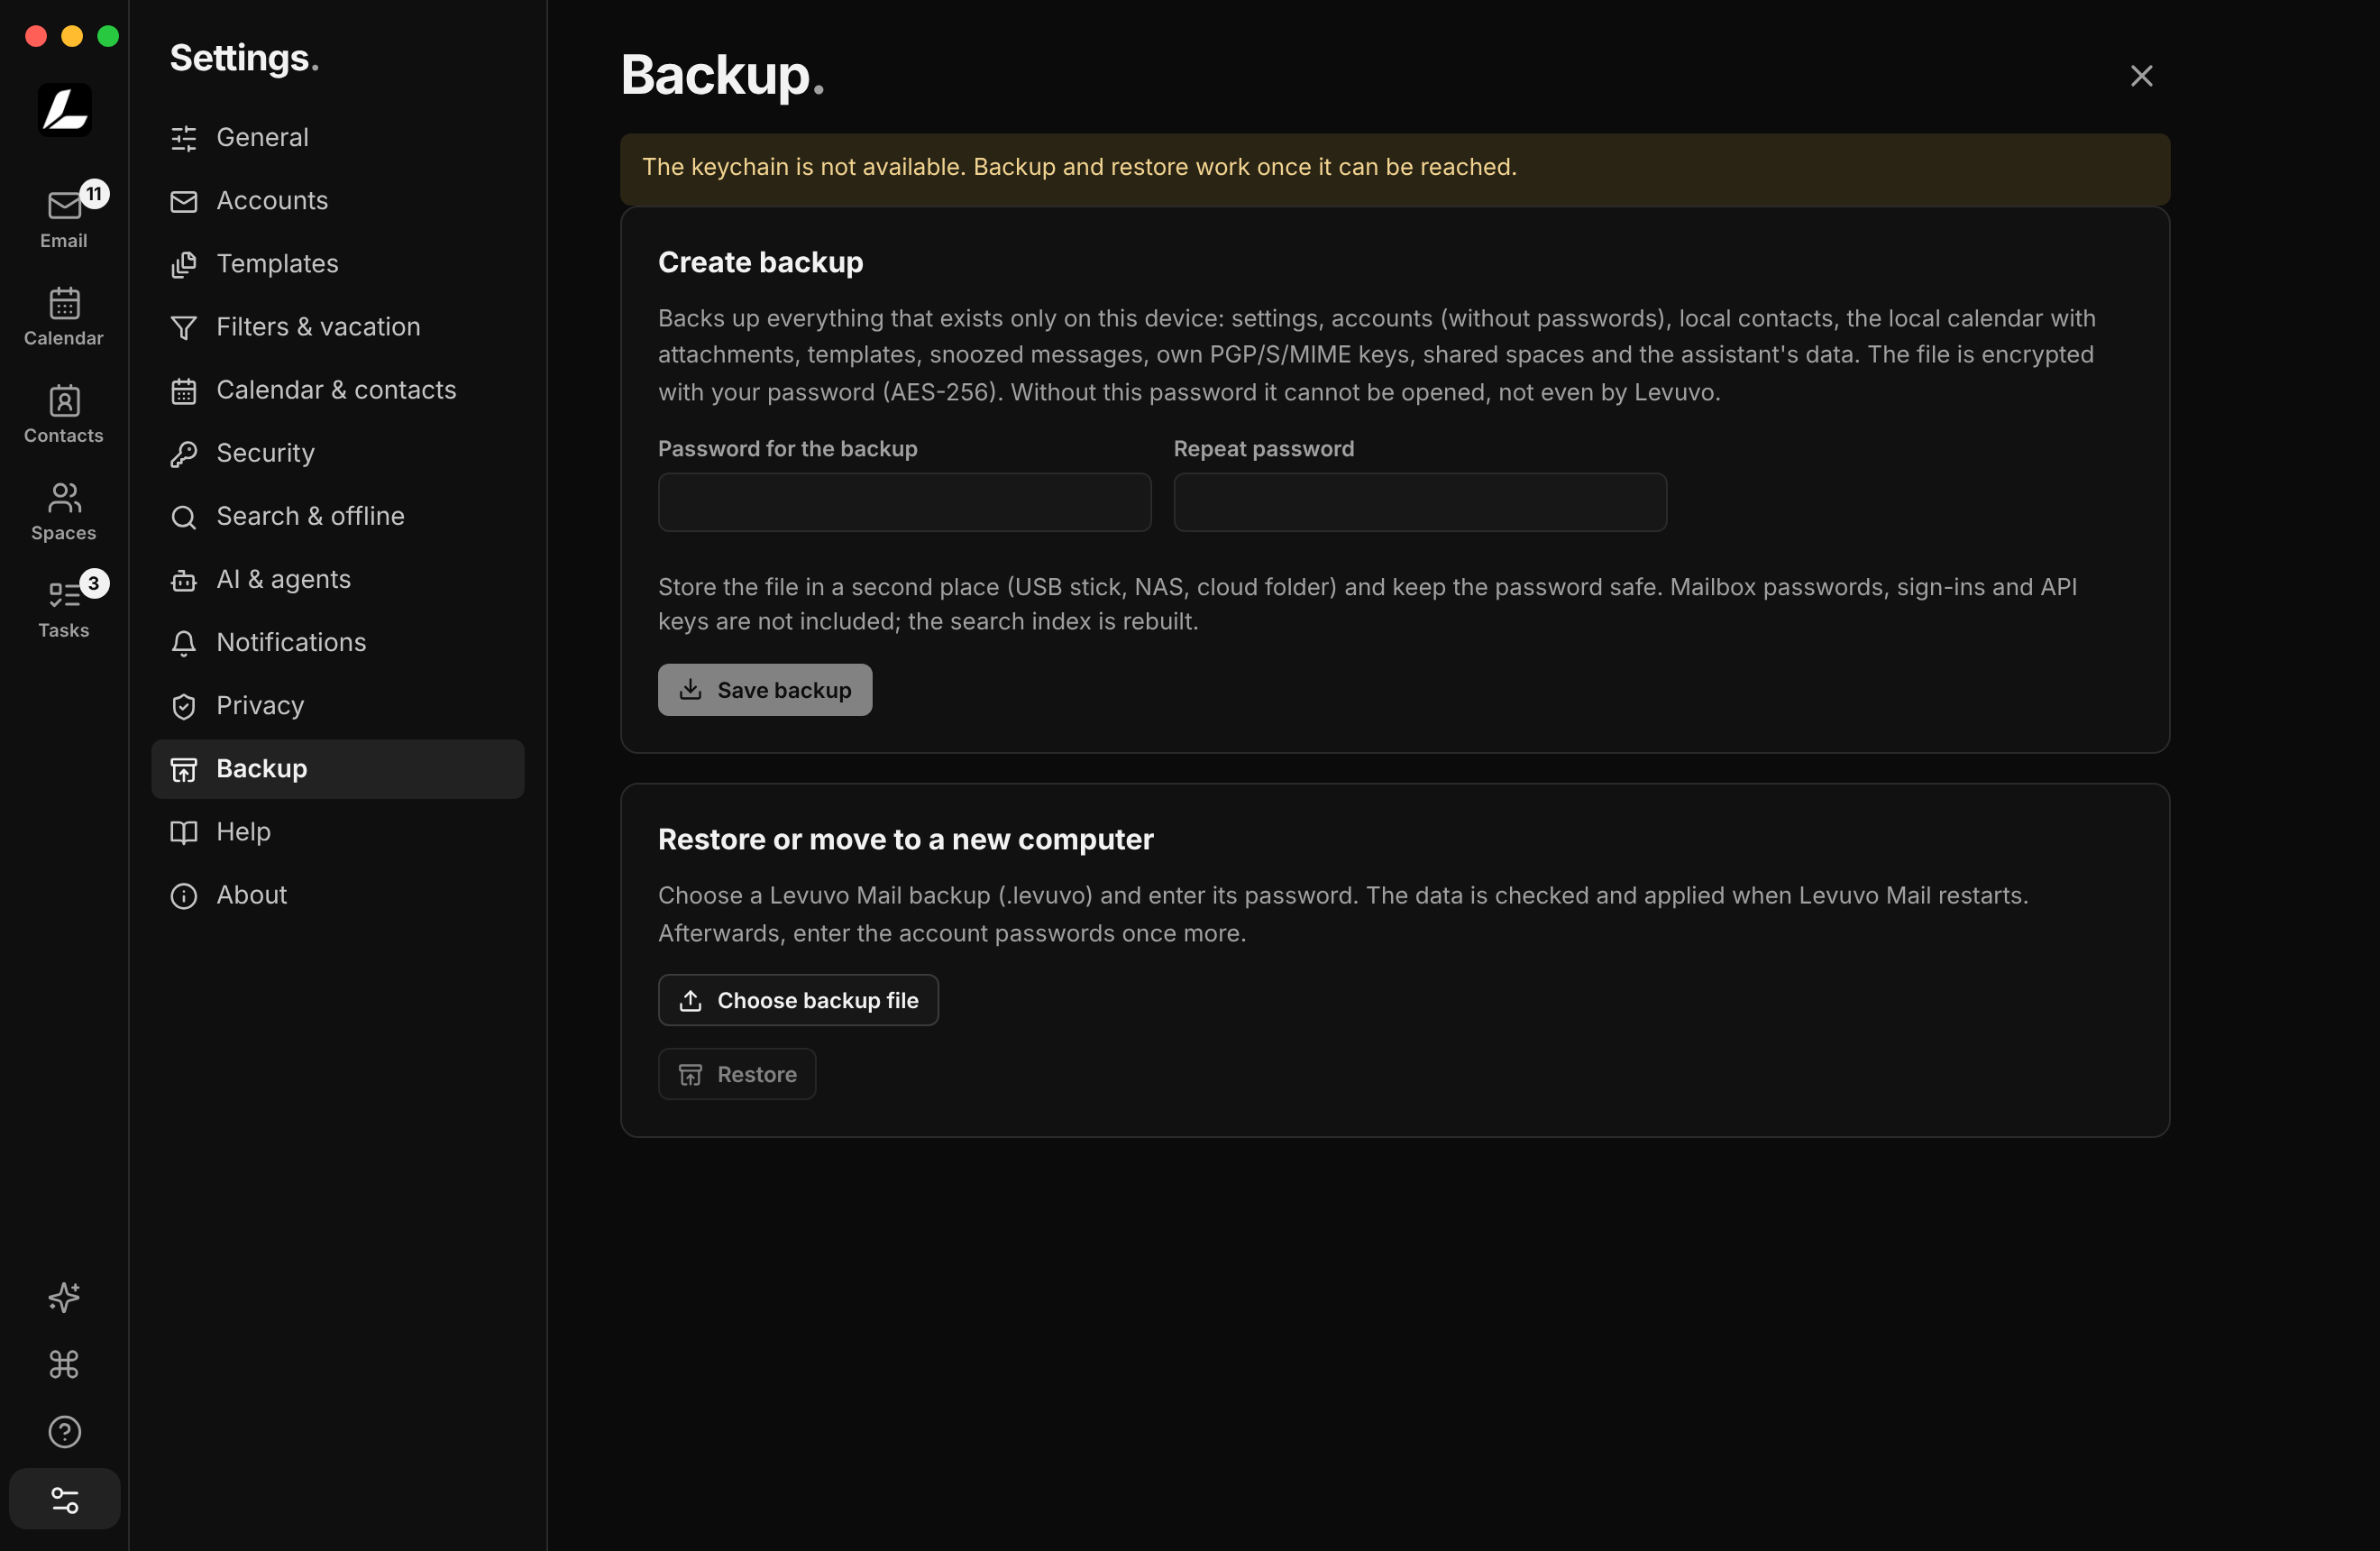 Settings.
11
Email
Calendar
Contacts
Spaces
3
Tasks
General
Accounts
Templates
Filters & vacation
Calendar & contacts
Security
Search & offline
AI & agents
Notifications
Privacy
Backup
Help
About
Backup.
The keychain is not available. Backup and restore work once it can be reached.
Create backup
Backs up everything that exists only on this device: settings, accounts (without passwords), local contacts, the local calendar with
attachments, templates, snoozed messages, own PGP/S/MIME keys, shared spaces and the assistant's data. The file is encrypted
with your password (AES-256). Without this password it cannot be opened, not even by Levuvo.
Password for the backup
Repeat password
Store the file in a second place (USB stick, NAS, cloud folder) and keep the password safe. Mailbox passwords, sign-ins and API
keys are not included; the search index is rebuilt.
Save backup
Restore or move to a new computer
Choose a Levuvo Mail backup (.levuvo) and enter its password. The data is checked and applied when Levuvo Mail restarts.
Afterwards, enter the account passwords once more.
Choose backup file
Restore